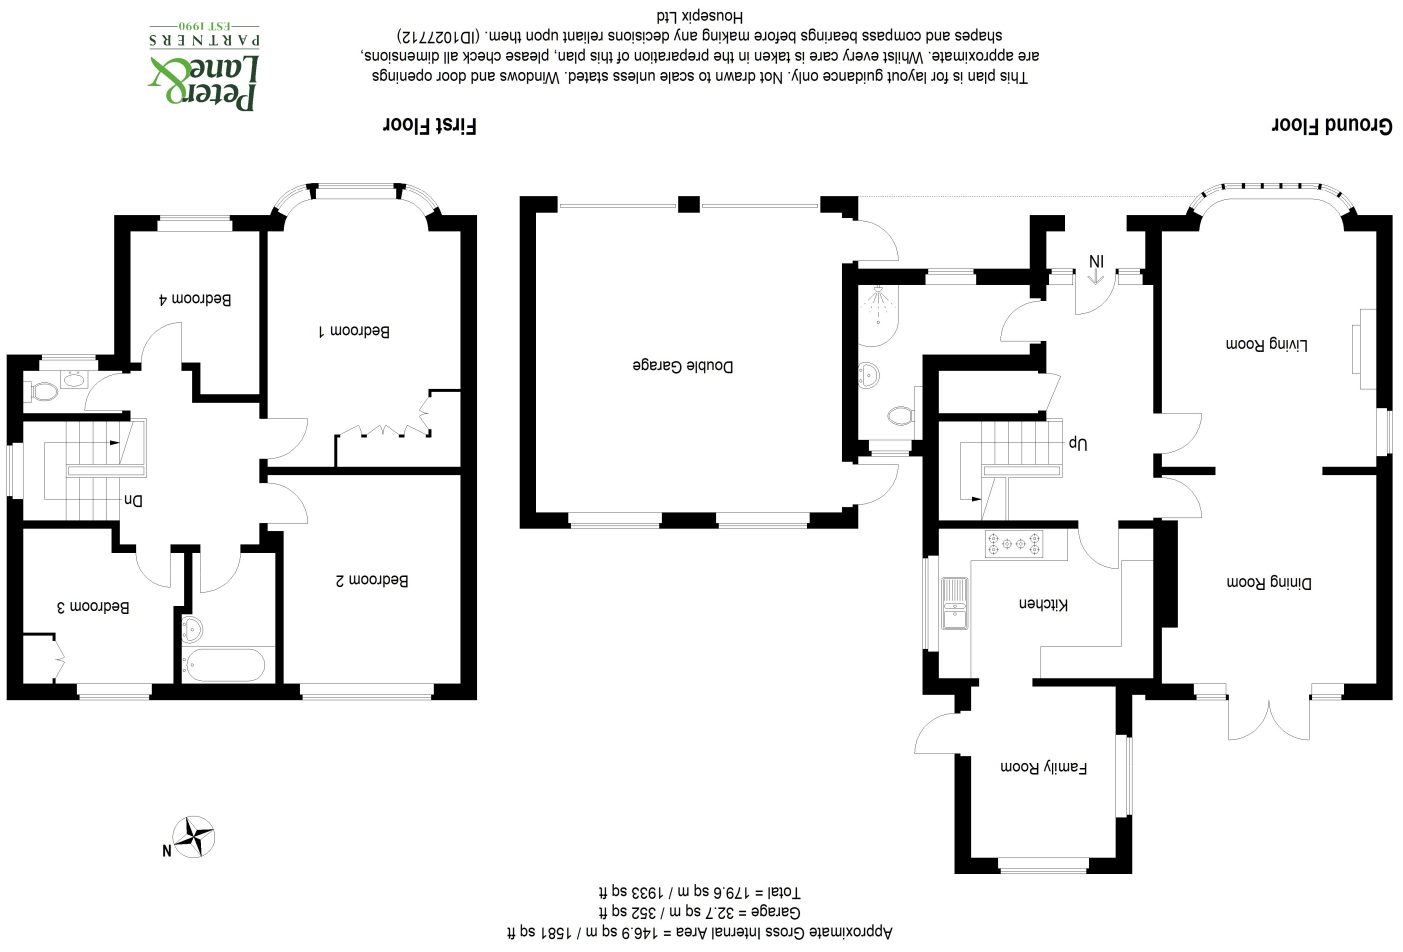 Approximate Gross Internal Area = 146.9 sq m / 1581 sq ft
Garage = 32.7 sq m / 352 sq ft
Total = 179.6 sq m / 1933 sq ft
N
Family Room
Kitchen
Dining Room
Up
Living Room
IN
Double Garage
Bedroom 2
Bedroom 3
Dn
Bedroom 1
Bedroom 4
Ground Floor
First Floor
This plan is for layout guidance only. Not drawn to scale unless stated. Windows and door openings
are approximate. Whilst every care is taken in the preparation of this plan, please check all dimensions,
shapes and compass bearings before making any decisions reliant upon them. (ID1027712)
Housepix Ltd
Peter
Lane &
PARTNERS
EST 1990